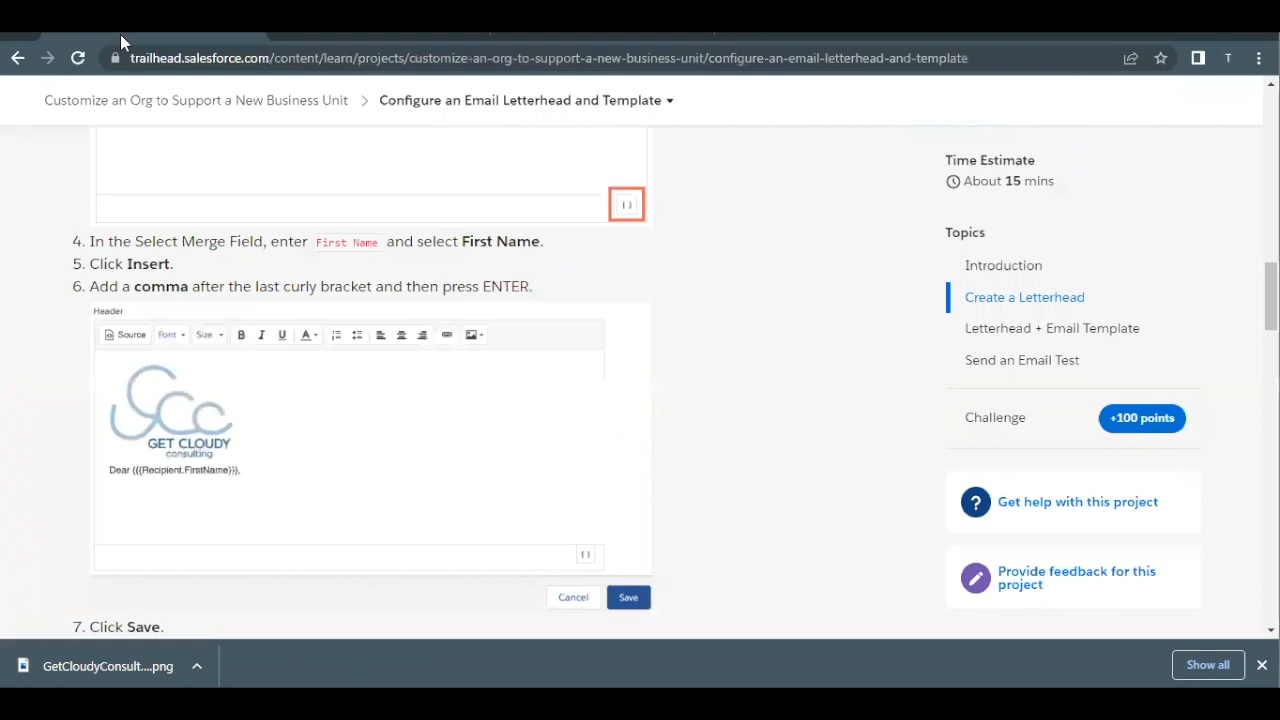 trailhead.salesforce.com/content/learn/projects/customize-an-org-to-support-a-new-business-unit/configure-an-email-letterhead-and-template
T
Customize an Org to Support a New Business Unit > Configure an Email Letterhead and Template
{ }
4. In the Select Merge Field, enter First Name and select First Name.
5. Click Insert.
6. Add a comma after the last curly bracket and then press ENTER.
Header
Source Font Size B I U A
GET CLOUDY
consulting
Dear {{{Recipient.FirstName}}},
{ }
Cancel Save
7. Click Save.
Time Estimate
About 15 mins
Topics
Introduction
Create a Letterhead
Letterhead + Email Template
Send an Email Test
Challenge +100 points
? Get help with this project
Provide feedback for this
project
GetCloudyConsult....png
Show all